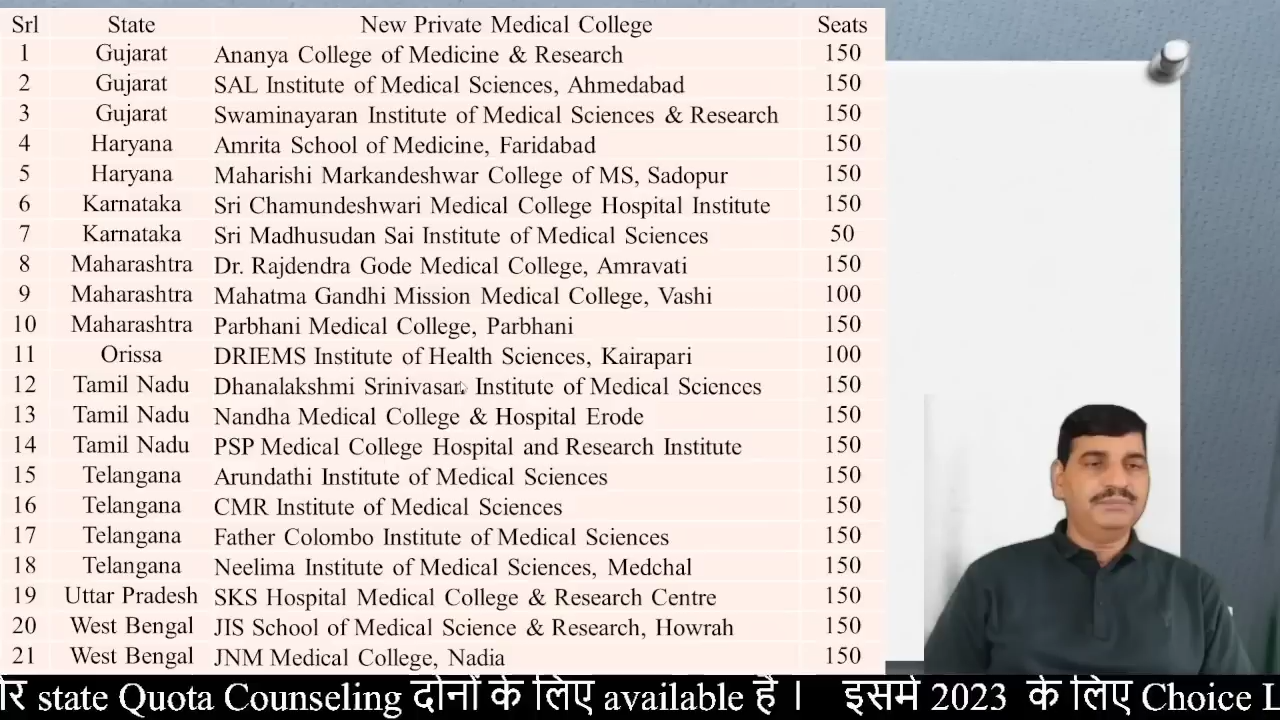 Srl State New Private Medical College Seats
1 Gujarat Ananya College of Medicine & Research 150
2 Gujarat SAL Institute of Medical Sciences, Ahmedabad 150
3 Gujarat Swaminayaran Institute of Medical Sciences & Research 150
4 Haryana Amrita School of Medicine, Faridabad 150
5 Haryana Maharishi Markandeshwar College of MS, Sadopur 150
6 Karnataka Sri Chamundeshwari Medical College Hospital Institute 150
7 Karnataka Sri Madhusudan Sai Institute of Medical Sciences 50
8 Maharashtra Dr. Rajdendra Gode Medical College, Amravati 150
9 Maharashtra Mahatma Gandhi Mission Medical College, Vashi 100
10 Maharashtra Parbhani Medical College, Parbhani 150
11 Orissa DRIEMS Institute of Health Sciences, Kairapari 100
12 Tamil Nadu Dhanalakshmi Srinivasan Institute of Medical Sciences 150
13 Tamil Nadu Nandha Medical College & Hospital Erode 150
14 Tamil Nadu PSP Medical College Hospital and Research Institute 150
15 Telangana Arundathi Institute of Medical Sciences 150
16 Telangana CMR Institute of Medical Sciences 150
17 Telangana Father Colombo Institute of Medical Sciences 150
18 Telangana Neelima Institute of Medical Sciences, Medchal 150
19 Uttar Pradesh SKS Hospital Medical College & Research Centre 150
20 West Bengal JIS School of Medical Science & Research, Howrah 150
21 West Bengal JNM Medical College, Nadia 150
state Quota Counseling दोनों के लिए available है । इसमें 2023 के लिए Choice